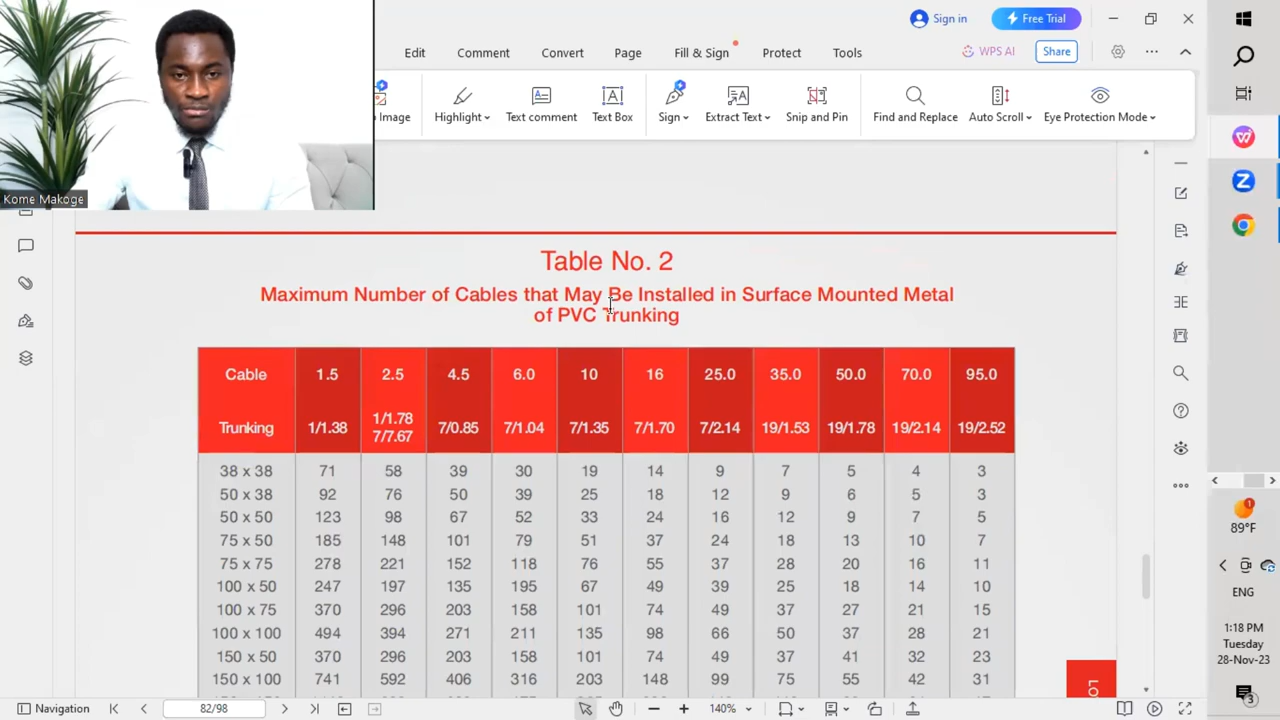 Sign in
Free Trial
Edit
Comment
Convert
Page
Fill & Sign
Protect
Tools
WPS AI
Share
Image
Highlight
Text comment
Text Box
Sign
Extract Text
Snip and Pin
Find and Replace
Auto Scroll
Eye Protection Mode
Kome Makoge
Table No. 2
Maximum Number of Cables that May Be Installed in Surface Mounted Metal
of PVC Trunking
Cable 1.5 2.5 4.5 6.0 10 16 25.0 35.0 50.0 70.0 95.0
Trunking 1/1.38 1/1.78 7/7.67 7/0.85 7/1.04 7/1.35 7/1.70 7/2.14 19/1.53 19/1.78 19/2.14 19/2.52
38 x 38 71 58 39 30 19 14 9 7 5 4 3
50 x 38 92 76 50 39 25 18 12 9 6 5 3
50 x 50 123 98 67 52 33 24 16 12 9 7 5
75 x 50 185 148 101 79 51 37 24 18 13 10 7
75 x 75 278 221 152 118 76 55 37 28 20 16 11
100 x 50 247 197 135 195 67 49 39 25 18 14 10
100 x 75 370 296 203 158 101 74 49 37 27 21 15
100 x 100 494 394 271 211 135 98 66 50 37 28 21
150 x 50 370 296 203 158 101 74 49 37 41 32 23
150 x 100 741 592 406 316 203 148 99 75 55 42 31
LO
89°F
ENG
1:18 PM
Tuesday
28-Nov-23
3
Navigation
82/98
140%